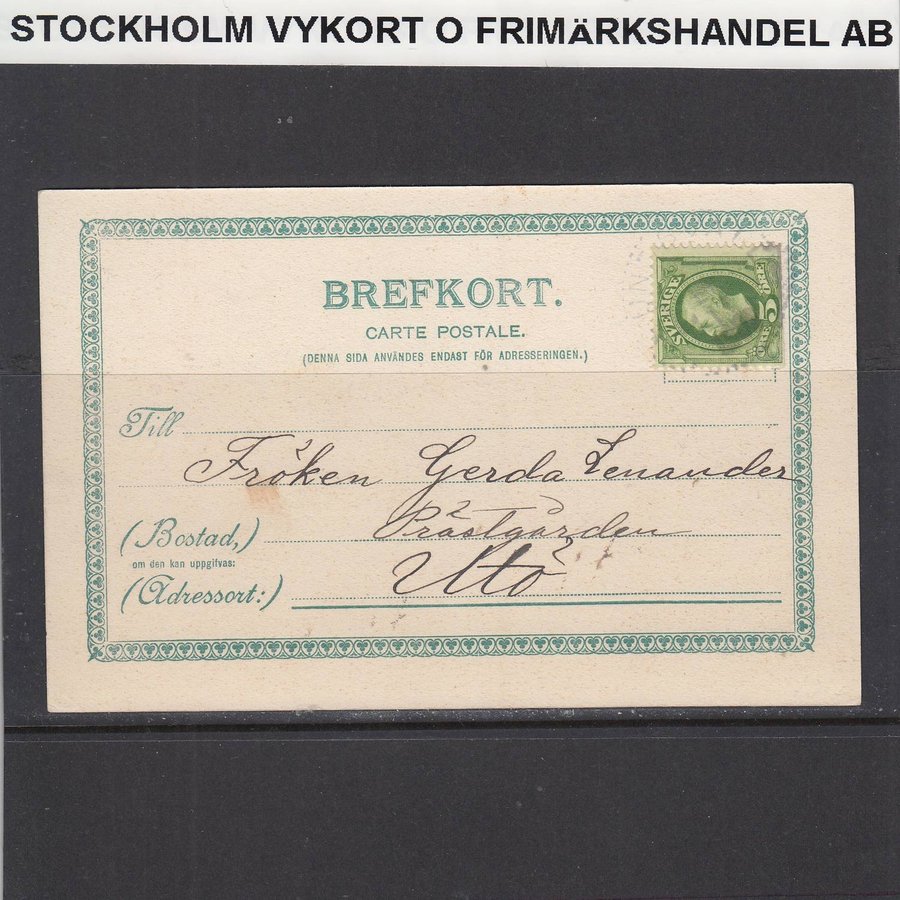 STOCKHOLM VYKORT O FRIMÄRKSHANDEL AB
BREFKORT.
CARTE POSTALE.
(DENNA SIDA ANVÄNDES ENDAST FÖR ADRESSERINGEN.)
SVERIGE
5
ÖRE
Till
Fröken Gerda Lenander
Prästgården
(Bostad,)
om den kan uppgifvas:
Utö
(Adressort:)